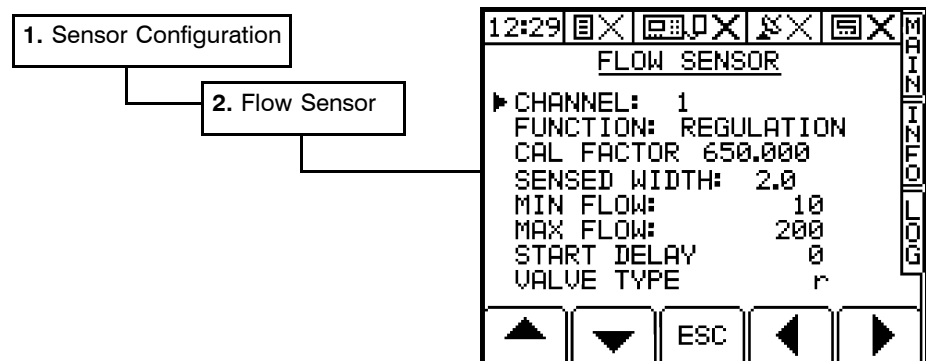 1. Sensor Configuration
2. Flow Sensor
12:29
FLOW SENSOR
CHANNEL: 1
FUNCTION: REGULATION
CAL FACTOR 650.000
SENSED WIDTH: 2.0
MIN FLOW: 10
MAX FLOW: 200
START DELAY 0
VALVE TYPE r
MAIN
INFO
LOG
ESC